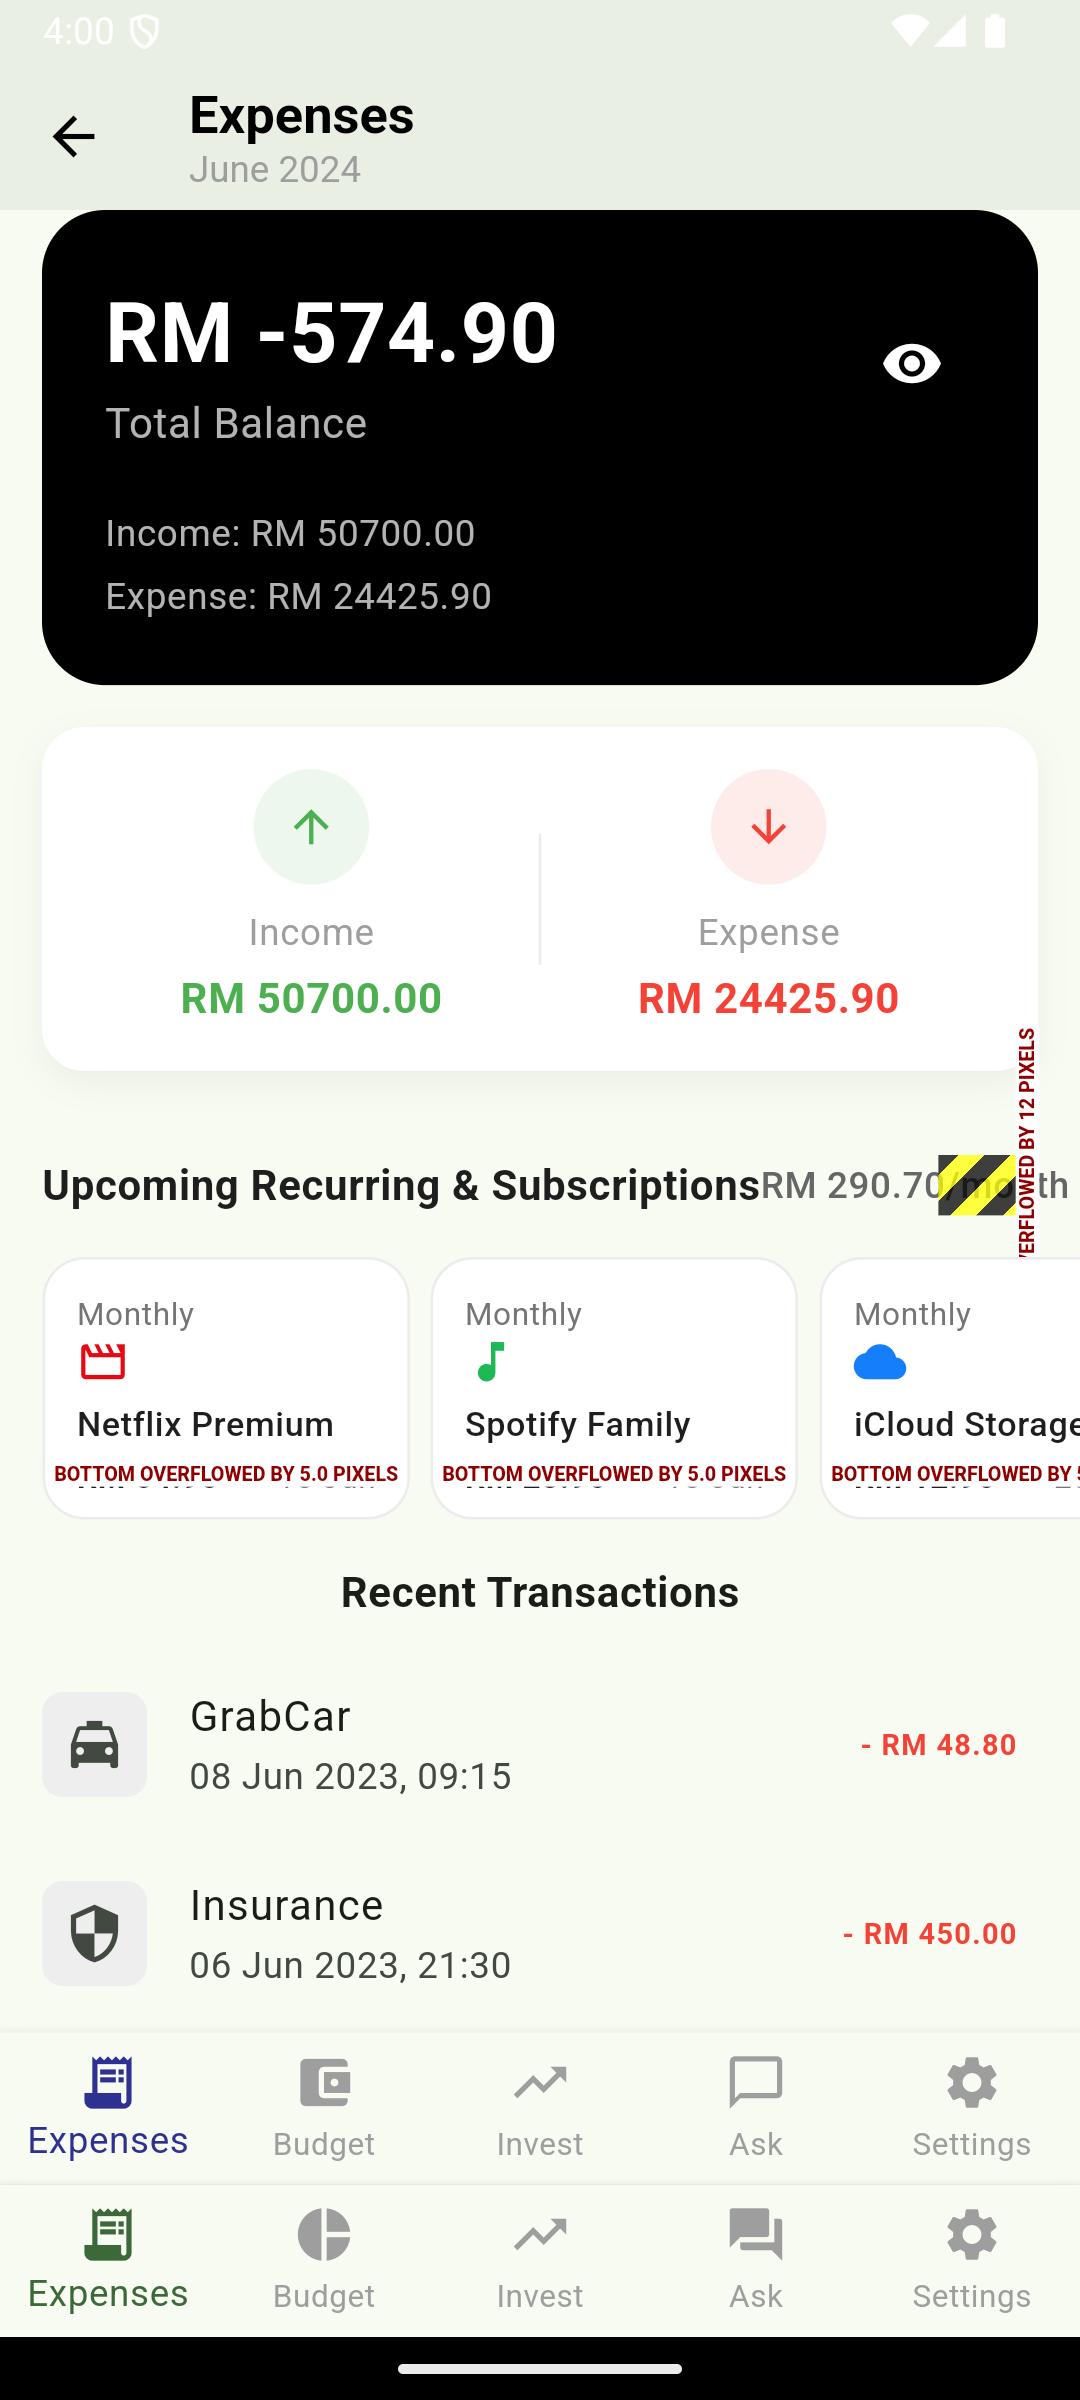 4:00
Expenses
June 2024
RM -574.90
Total Balance
Income: RM 50700.00
Expense: RM 24425.90
Income
RM 50700.00
Expense
RM 24425.90
Upcoming Recurring & Subscriptions RM 290.70/month
OVERFLOWED BY 12 PIXELS
Monthly
Netflix Premium
BOTTOM OVERFLOWED BY 5.0 PIXELS
Monthly
Spotify Family
BOTTOM OVERFLOWED BY 5.0 PIXELS
Monthly
iCloud Storage
BOTTOM OVERFLOWED BY 5
Recent Transactions
GrabCar
08 Jun 2023, 09:15
- RM 48.80
Insurance
06 Jun 2023, 21:30
- RM 450.00
Expenses Budget Invest Ask Settings
Expenses Budget Invest Ask Settings